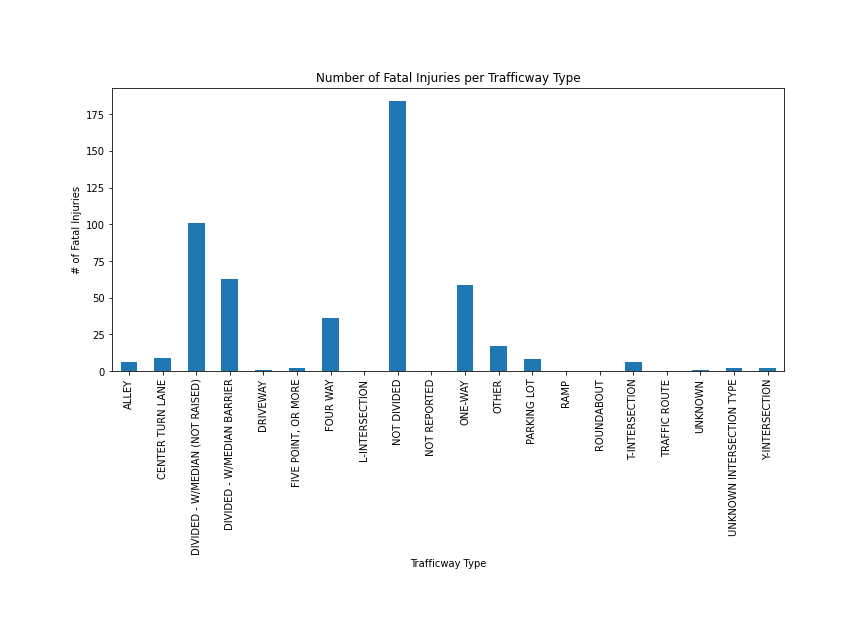 Number of Fatal Injuries per Trafficway Type
# of Fatal Injuries
175
150
125
100
75
50
25
0
ALLEY
CENTER TURN LANE
DIVIDED - W/MEDIAN (NOT RAISED)
DIVIDED - W/MEDIAN BARRIER
DRIVEWAY
FIVE POINT, OR MORE
FOUR WAY
L-INTERSECTION
NOT DIVIDED
NOT REPORTED
ONE-WAY
OTHER
PARKING LOT
RAMP
ROUNDABOUT
T-INTERSECTION
TRAFFIC ROUTE
UNKNOWN
UNKNOWN INTERSECTION TYPE
Y-INTERSECTION
Trafficway Type